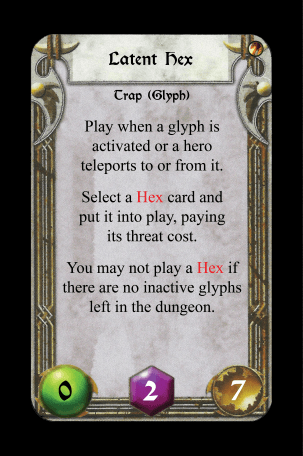 Latent Hex
Trap (Glyph)
Play when a glyph is
activated or a hero
teleports to or from it.
Select a Hex card and
put it into play, paying
its threat cost.
You may not play a Hex if
there are no inactive glyphs
left in the dungeon.
0 2 7